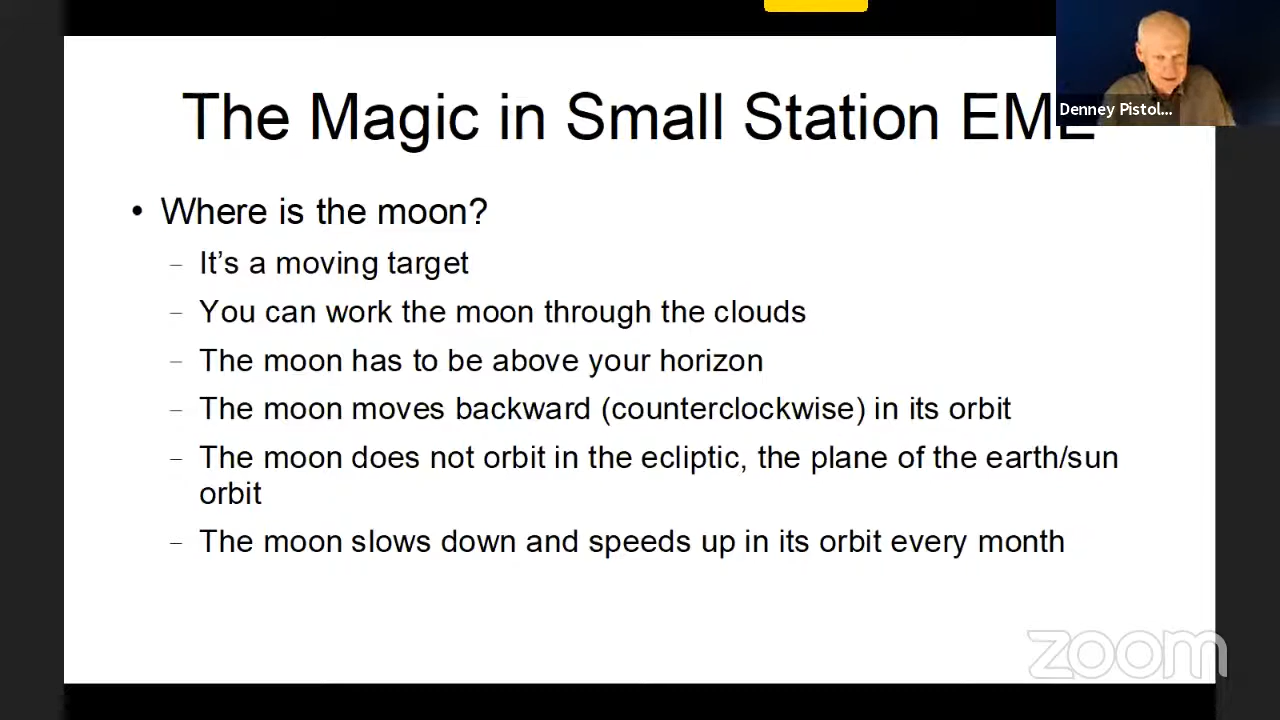 The Magic in Small Station EME
Denney Pistol...
• Where is the moon?
– It's a moving target
– You can work the moon through the clouds
– The moon has to be above your horizon
– The moon moves backward (counterclockwise) in its orbit
– The moon does not orbit in the ecliptic, the plane of the earth/sun
orbit
– The moon slows down and speeds up in its orbit every month
zoom